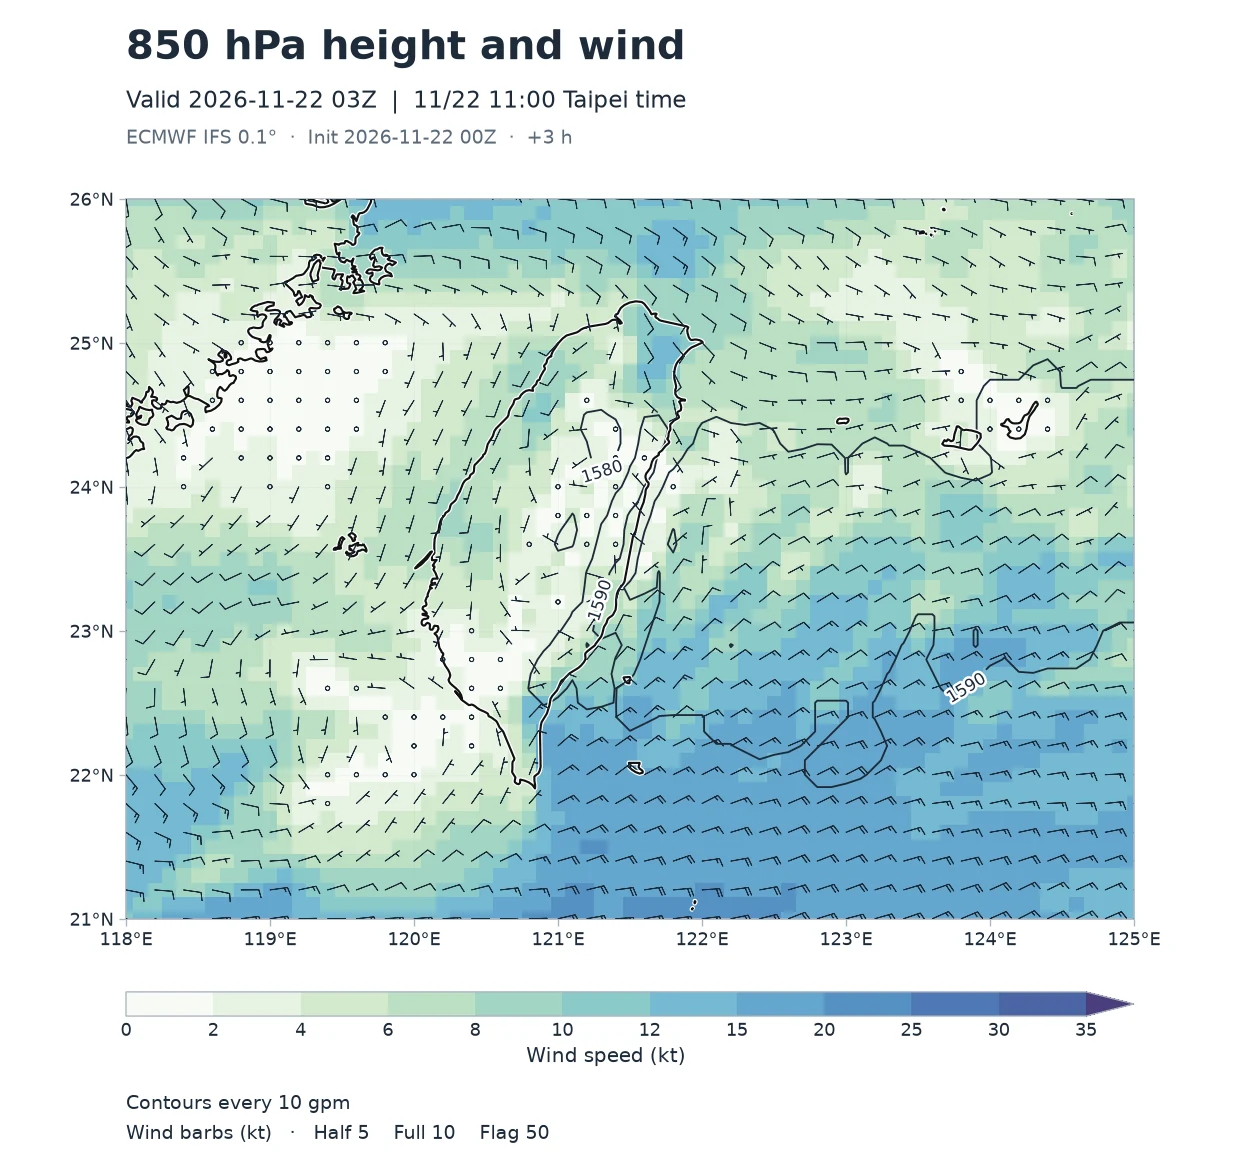 850 hPa height and wind
Valid 2026-11-22 03Z | 11/22 11:00 Taipei time
ECMWF IFS 0.1° · Init 2026-11-22 00Z · +3 h
26°N
25°N
24°N
23°N
22°N
21°N
1580
1590
1590
118°E 119°E 120°E 121°E 122°E 123°E 124°E 125°E
0 2 4 6 8 10 12 15 20 25 30 35
Wind speed (kt)
Contours every 10 gpm
Wind barbs (kt) · Half 5 Full 10 Flag 50